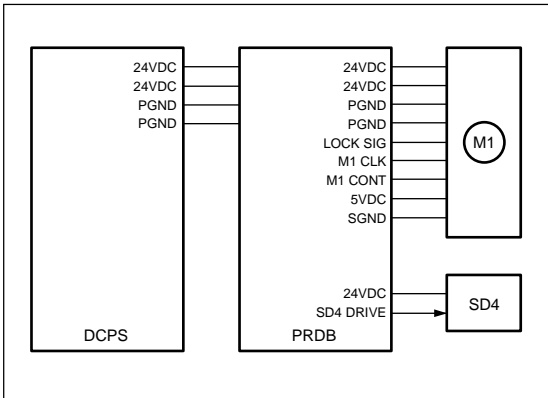 24VDC
24VDC
PGND
PGND
DCPS
24VDC
24VDC
PGND
PGND
LOCK SIG
M1 CLK
M1 CONT
5VDC
SGND
24VDC
SD4 DRIVE
PRDB
M1
SD4